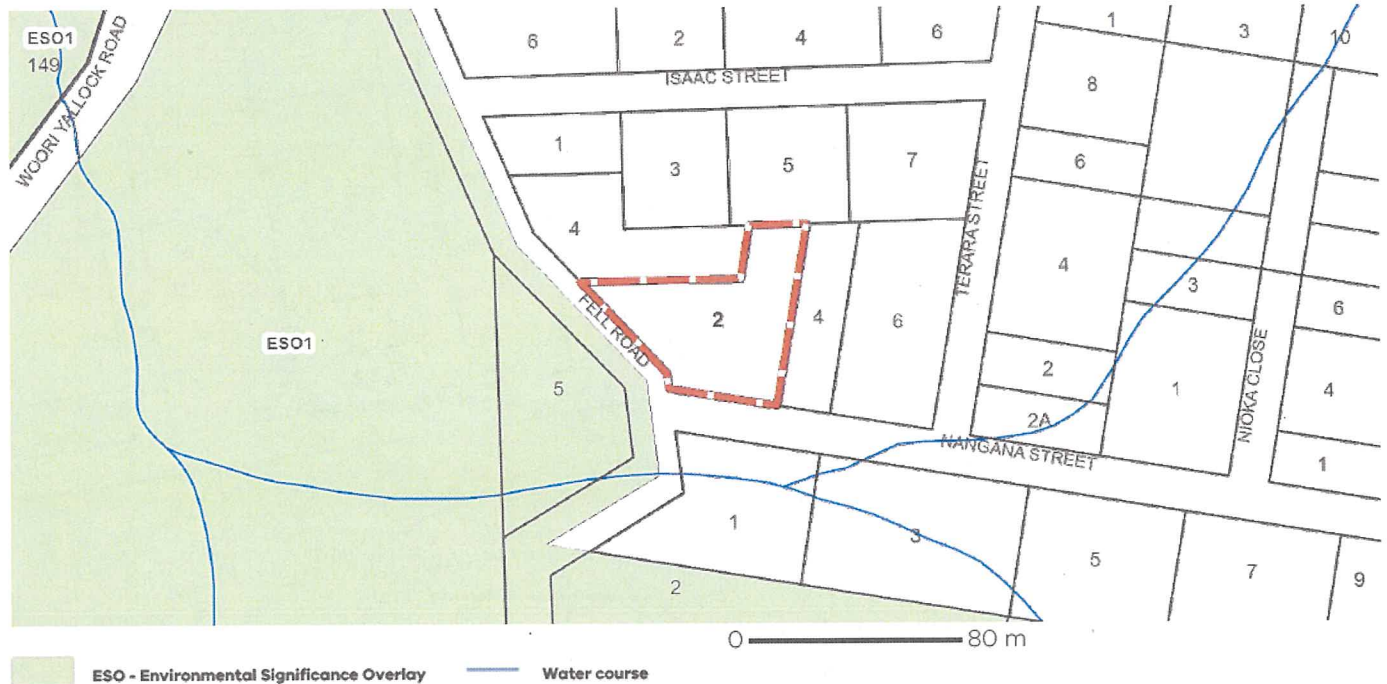 ESO1
149
WOORI YALLOCK ROAD
6
2
4
6
ISAAC STREET
1
3
10
8
6
1
3
5
7
4
TERARA STREET
4
3
6
FELL ROAD
2
4
6
ESO1
5
2
2A
1
NIOKA CLOSE
4
NANGANA STREET
1
1
3
5
7
9
2
0 80 m
ESO - Environmental Significance Overlay
Water course